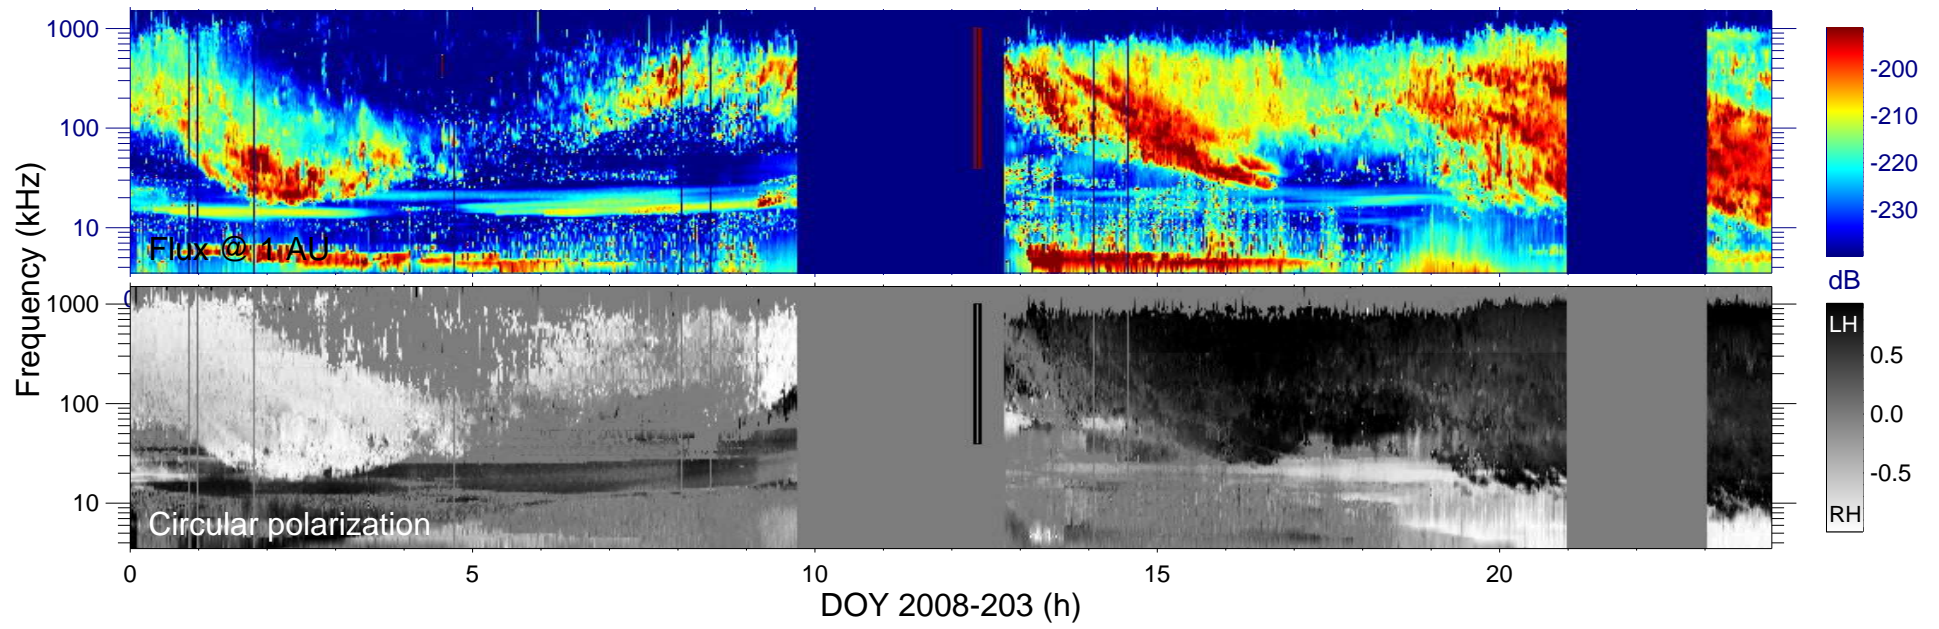 1000
100
10
Flux @ 1 AU
-200
-210
-220
-230
dB
Frequency (kHz)
1000
100
10
Circular polarization
LH
0.5
0.0
-0.5
RH
0 5 10 15 20
DOY 2008-203 (h)